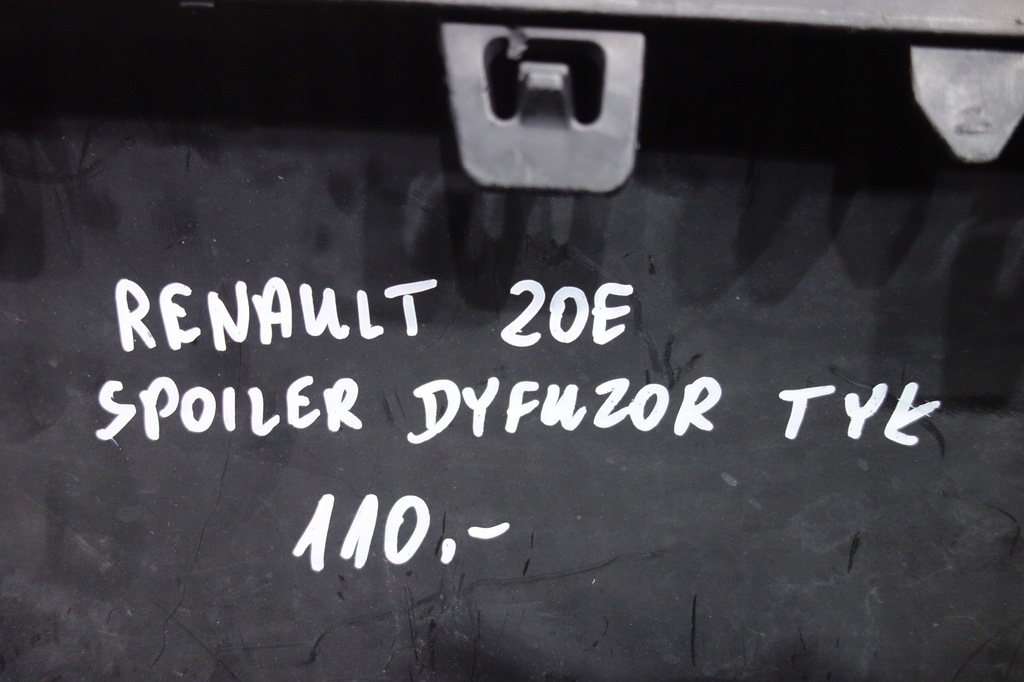 RENAULT ZOE
SPOILER DYFUZOR TYŁ
110,-